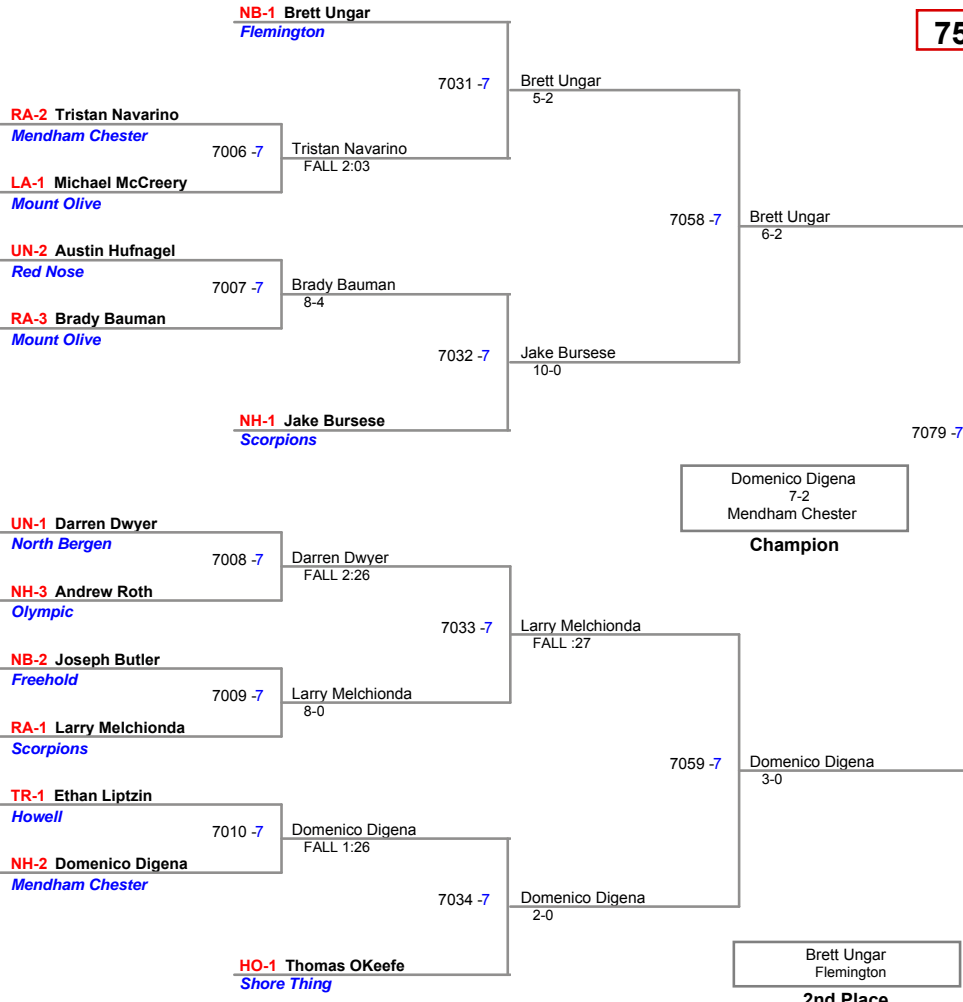 NB-1 Brett Ungar
Flemington
75
7031 -7
Brett Ungar
5-2
RA-2 Tristan Navarino
Mendham Chester
7006 -7
Tristan Navarino
FALL 2:03
LA-1 Michael McCreery
Mount Olive
7058 -7
Brett Ungar
6-2
UN-2 Austin Hufnagel
Red Nose
7007 -7
Brady Bauman
8-4
RA-3 Brady Bauman
Mount Olive
7032 -7
Jake Bursese
10-0
NH-1 Jake Bursese
Scorpions
7079 -7
Domenico Digena
7-2
Mendham Chester
Champion
UN-1 Darren Dwyer
North Bergen
7008 -7
Darren Dwyer
FALL 2:26
NH-3 Andrew Roth
Olympic
7033 -7
Larry Melchionda
FALL :27
NB-2 Joseph Butler
Freehold
7009 -7
Larry Melchionda
8-0
RA-1 Larry Melchionda
Scorpions
7059 -7
Domenico Digena
3-0
TR-1 Ethan Liptzin
Howell
7010 -7
Domenico Digena
FALL 1:26
NH-2 Domenico Digena
Mendham Chester
7034 -7
Domenico Digena
2-0
HO-1 Thomas OKeefe
Shore Thing
Brett Ungar
Flemington
2nd Place